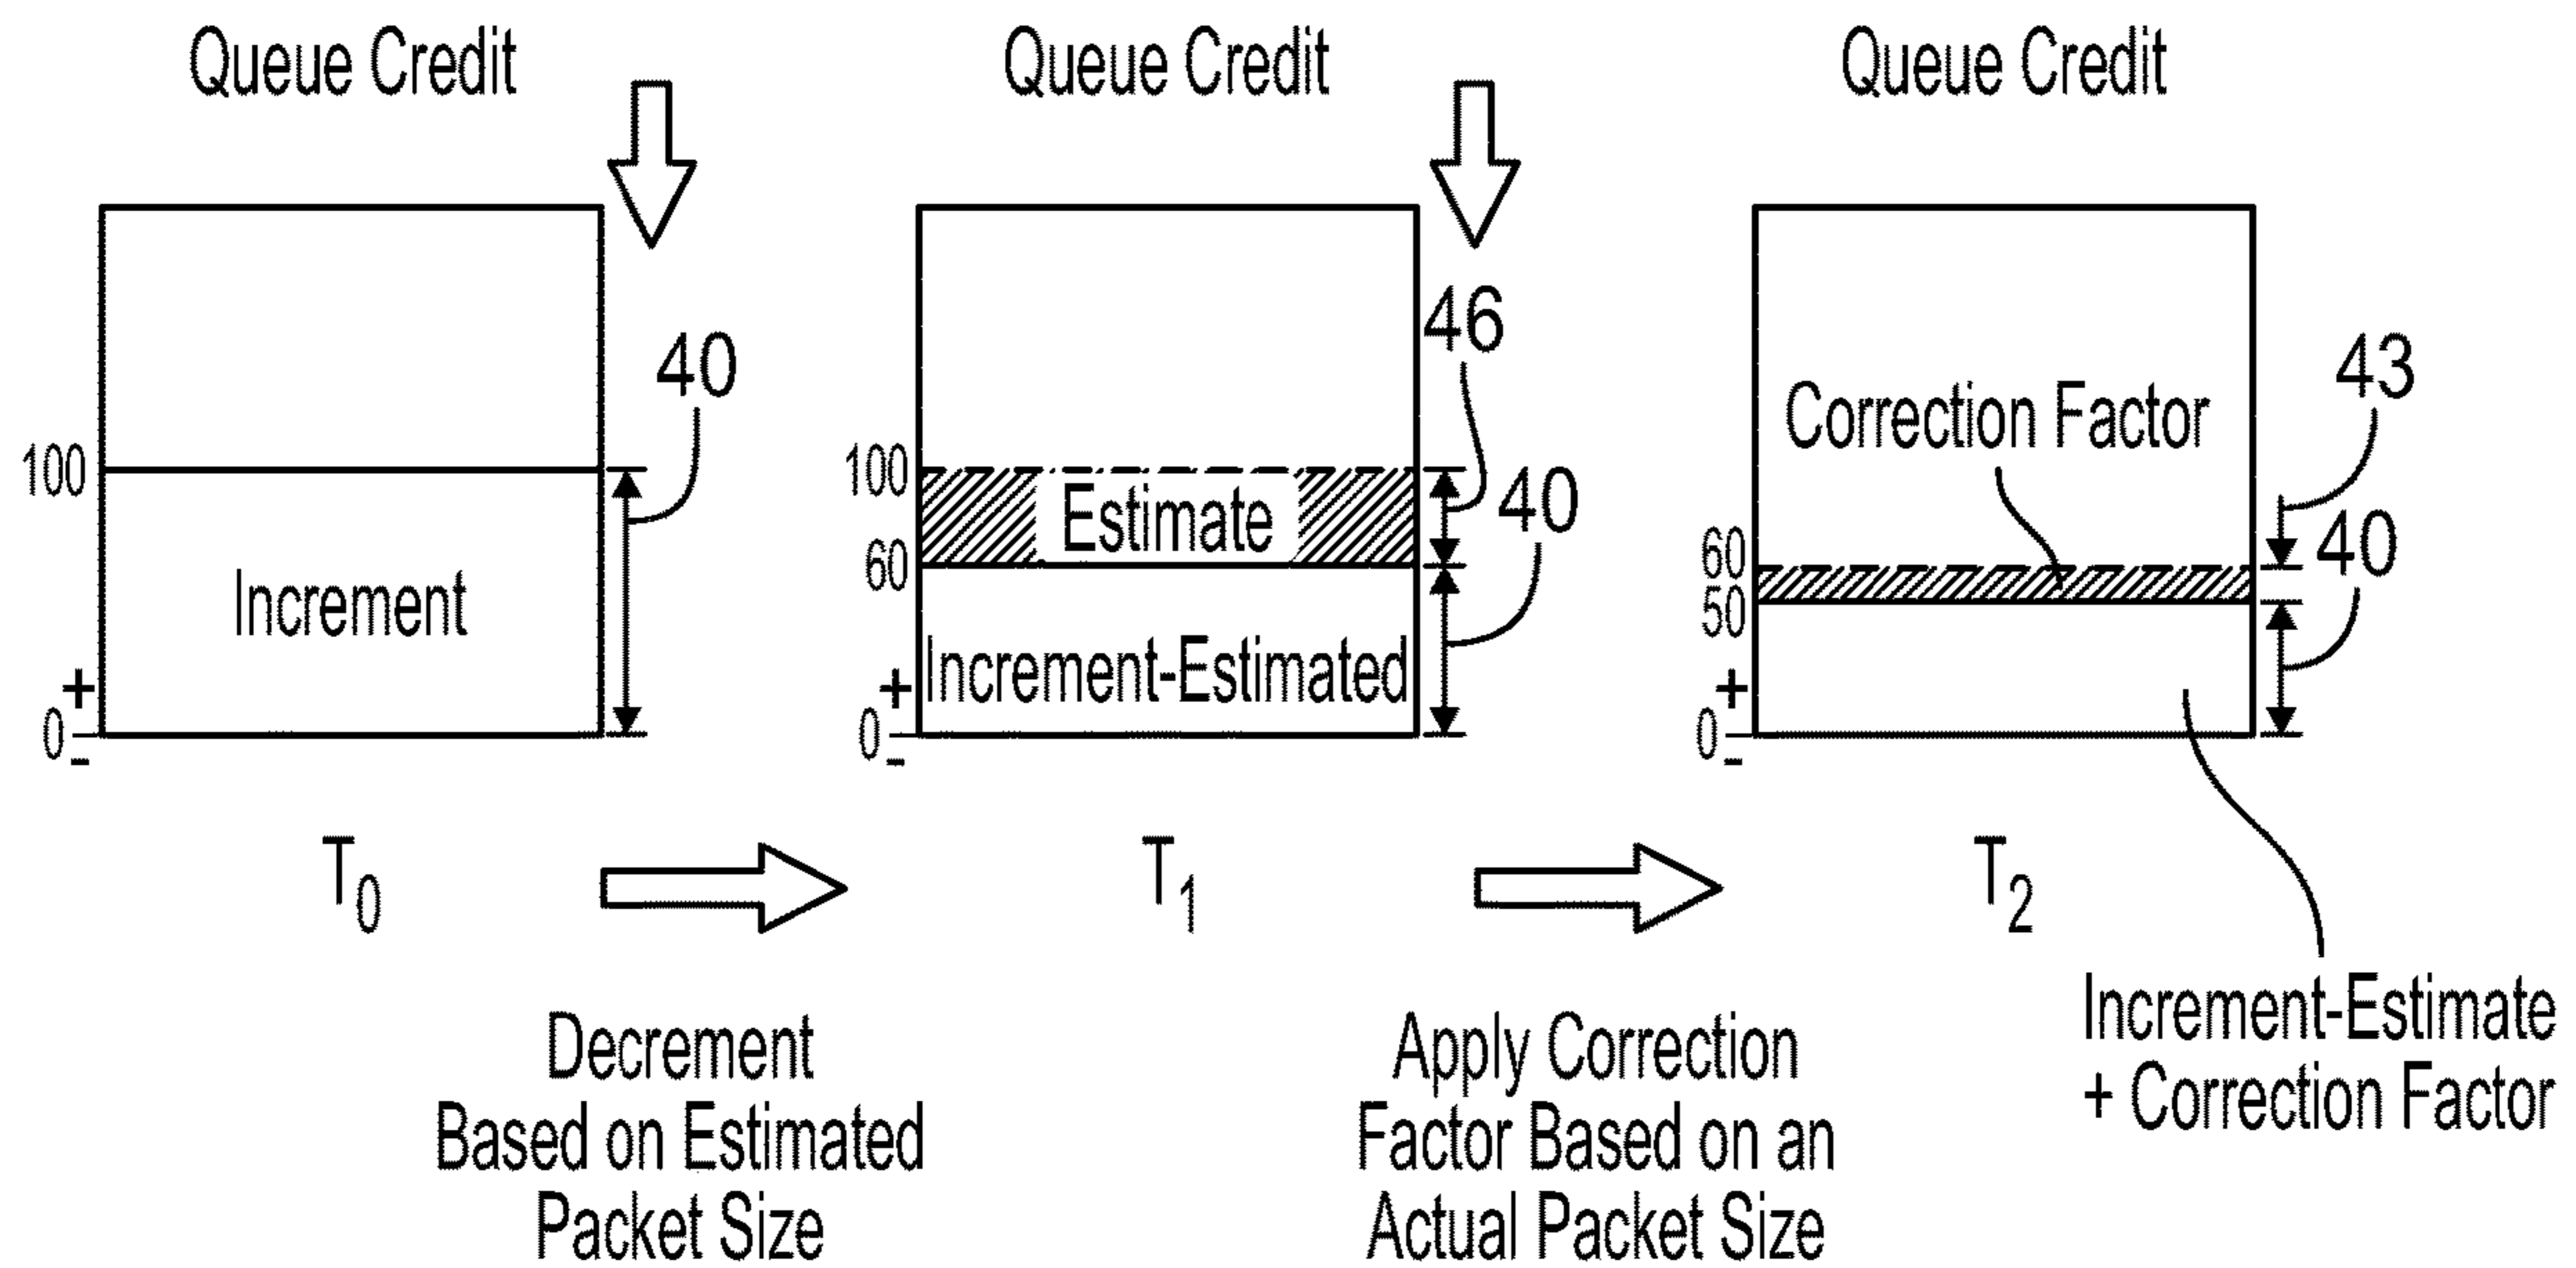 Queue Credit
Queue Credit
Queue Credit
40
100
Increment
+
0
-
46
100
Estimate
40
60
Increment-Estimated
+
0
-
Correction Factor
43
60
40
50
+
0
-
T0
T1
T2
Decrement
Based on Estimated
Packet Size
Apply Correction
Factor Based on an
Actual Packet Size
Increment-Estimate
+ Correction Factor